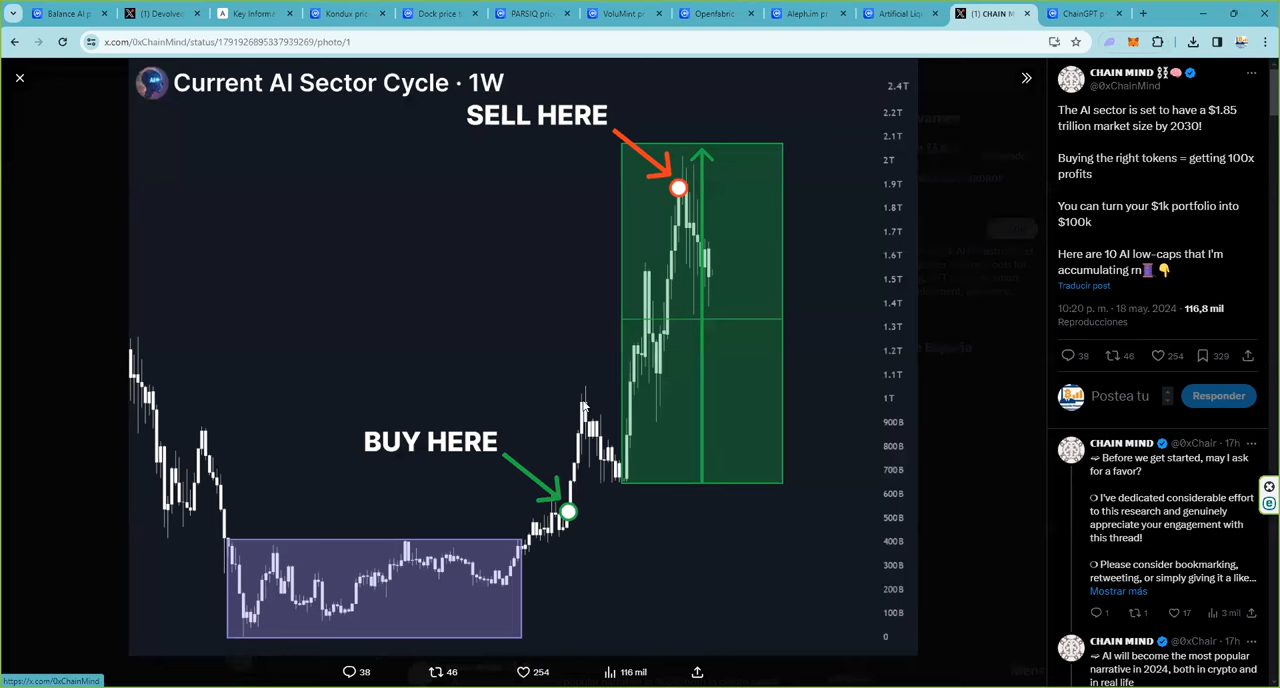 Balance AI p
(1) Devolved
Key Informa
Kondux pric
Dock price t
PARSIQ pric
VoluMint pr
Openfabric
Aleph.im pr
Artificial Liq
(1) CHAIN M
ChainGPT p
x.com/0xChainMind/status/1791926895337939269/photo/1
Current AI Sector Cycle · 1W
SELL HERE
BUY HERE
2.4T
2.2T
2.1T
2T
1.9T
1.8T
1.7T
1.6T
1.5T
1.4T
1.3T
1.2T
1.1T
1T
900B
800B
700B
600B
500B
400B
300B
200B
100B
0
38
46
254
116 mil
https://x.com/0xChainMind
CHAIN MIND
@0xChainMind
The AI sector is set to have a $1.85
trillion market size by 2030!
Buying the right tokens = getting 100x
profits
You can turn your $1k portfolio into
$100k
Here are 10 AI low-caps that I'm
accumulating rn🧵 👇
Traducir post
10:20 p. m. · 18 may. 2024 · 116,8 mil
Reproducciones
38
46
254
329
Postea tu
Responder
CHAIN MIND @0xChair · 17h
⇨ Before we get started, may I ask
for a favor?
❍ I've dedicated considerable effort
to this research and genuinely
appreciate your engagement with
this thread!
❍ Please consider bookmarking,
retweeting, or simply giving it a like...
Mostrar más
1
1
17
3 mil
CHAIN MIND @0xChair · 17h
⇨ AI will become the most popular
narrative in 2024, both in crypto and
in real life